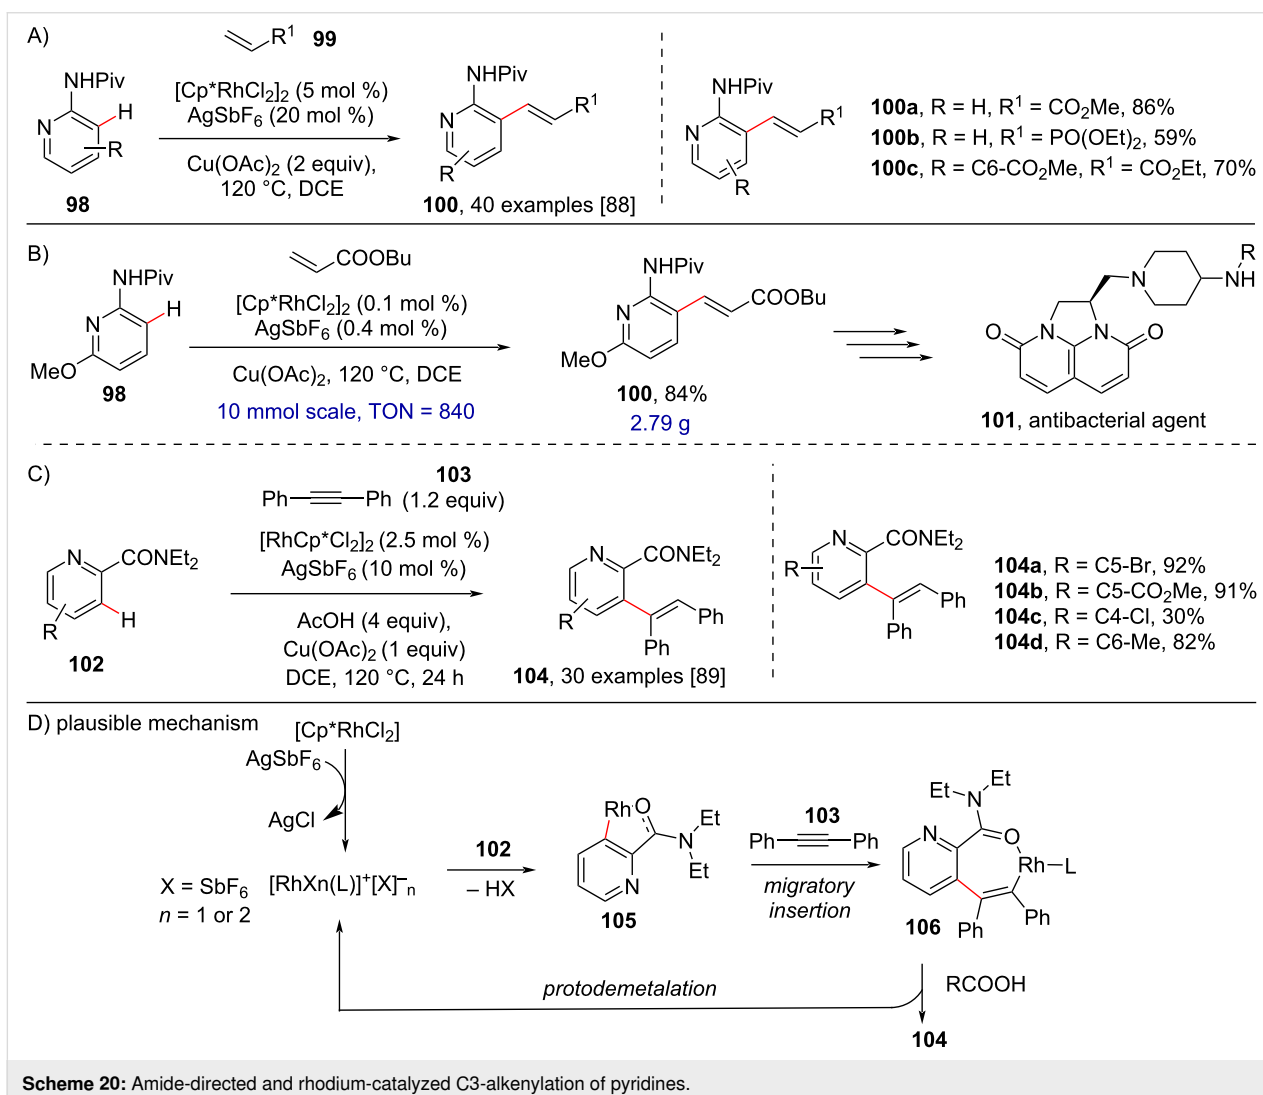 A)
R¹ 99
NHPiv
H
N
R
98
[Cp*RhCl₂]₂ (5 mol %)
AgSbF₆ (20 mol %)
Cu(OAc)₂ (2 equiv),
120 °C, DCE
NHPiv
R¹
N
R
100, 40 examples [88]
NHPiv
R¹
N
R
100a, R = H, R¹ = CO₂Me, 86%
100b, R = H, R¹ = PO(OEt)₂, 59%
100c, R = C6-CO₂Me, R¹ = CO₂Et, 70%
B)
NHPiv
H
N
MeO
98
COOBu
[Cp*RhCl₂]₂ (0.1 mol %)
AgSbF₆ (0.4 mol %)
Cu(OAc)₂, 120 °C, DCE
10 mmol scale, TON = 840
NHPiv
COOBu
N
MeO
100, 84%
2.79 g
R
N
NH
O
N
N
O
101, antibacterial agent
C)
N
CONEt₂
H
R
102
103
Ph Ph (1.2 equiv)
[RhCp*Cl₂]₂ (2.5 mol %)
AgSbF₆ (10 mol %)
AcOH (4 equiv),
Cu(OAc)₂ (1 equiv)
DCE, 120 °C, 24 h
N
CONEt₂
R
Ph
Ph
104, 30 examples [89]
N
CONEt₂
R
Ph
Ph
104a, R = C5-Br, 92%
104b, R = C5-CO₂Me, 91%
104c, R = C4-Cl, 30%
104d, R = C6-Me, 82%
D) plausible mechanism
[Cp*RhCl₂]
AgSbF₆
AgCl
X = SbF₆
n = 1 or 2
[RhXn(L)]⁺[X]⁻ₙ
102
– HX
Rh O
Et
N
Et
N
105
103
Ph Ph
migratory
insertion
Et
Et
N
N
O
Rh L
Ph
Ph
106
RCOOH
protodemetalation
104
Scheme 20: Amide-directed and rhodium-catalyzed C3-alkenylation of pyridines.